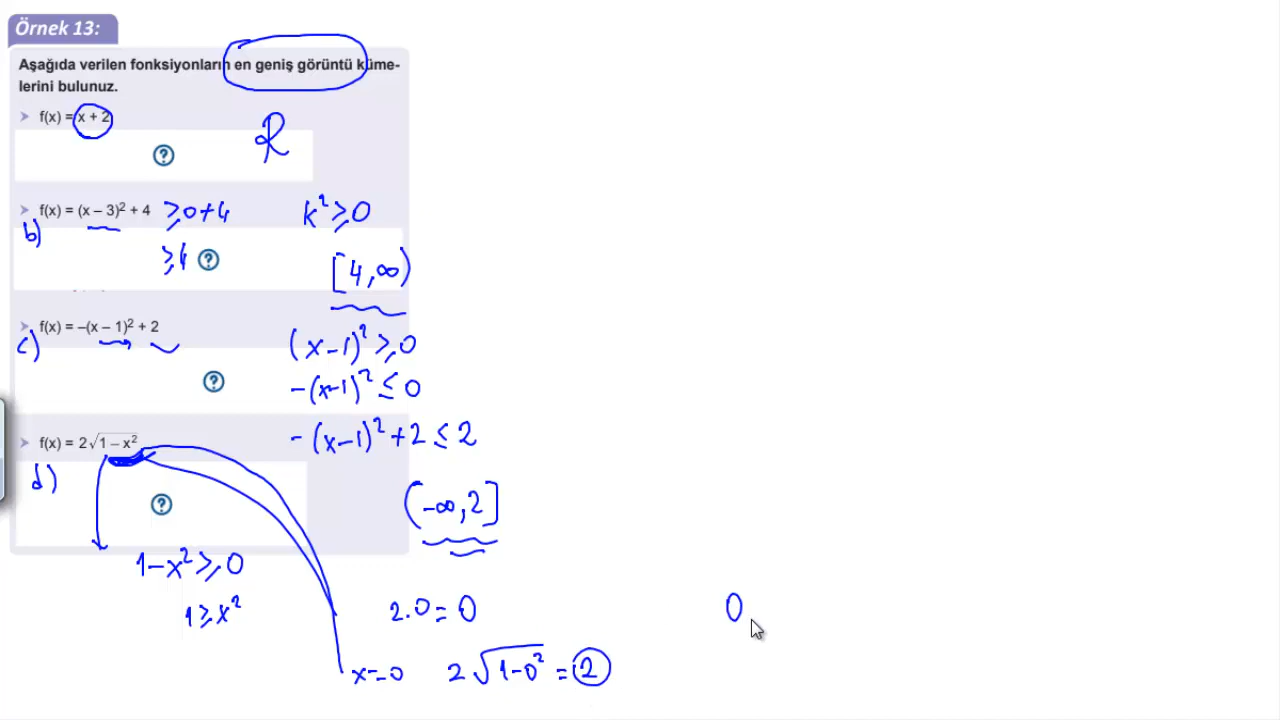 Örnek 13:
Aşağıda verilen fonksiyonların en geniş görüntü küme-
lerini bulunuz.
f(x) = x + 2
R
?
f(x) = (x – 3)² + 4 ≥0+4 k²≥0
b)
≥4 ? [4,∞)
f(x) = –(x – 1)² + 2
c) (x-1)²≥0
? -(x-1)²≤0
f(x) = 2√1 – x² -(x-1)²+2≤2
d)
? (-∞,2]
1-x²≥0
1≥x² 2.0=0 0
x=0 2√1-0² = 2